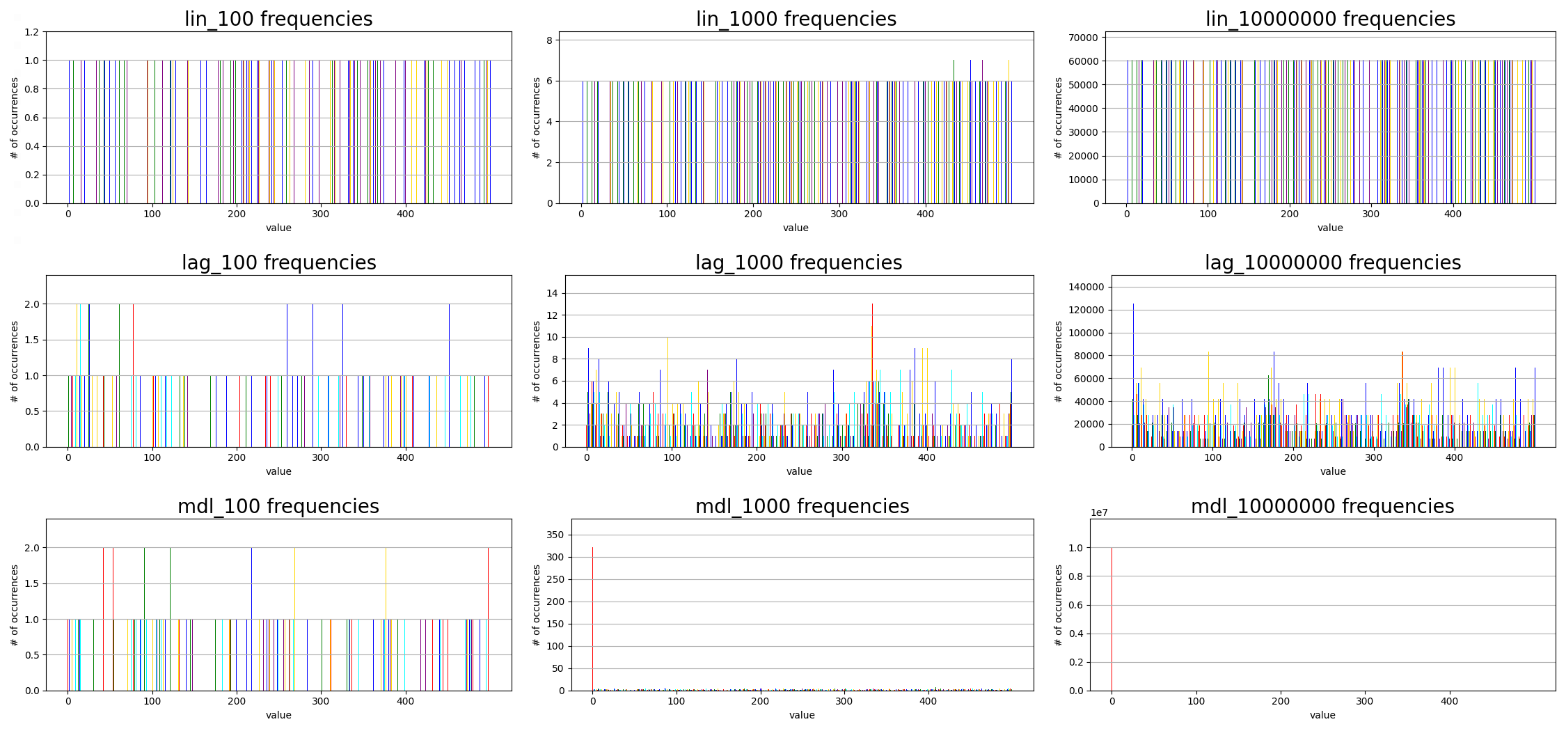 lin_100 frequencies
# of occurrences
1.2
1.0
0.8
0.6
0.4
0.2
0.0
0 100 200 300 400
value
lin_1000 frequencies
# of occurrences
8
6
4
2
0
0 100 200 300 400
value
lin_10000000 frequencies
# of occurrences
70000
60000
50000
40000
30000
20000
10000
0
0 100 200 300 400
value
lag_100 frequencies
# of occurrences
2.0
1.5
1.0
0.5
0.0
0 100 200 300 400
value
lag_1000 frequencies
# of occurrences
14
12
10
8
6
4
2
0
0 100 200 300 400
value
lag_10000000 frequencies
# of occurrences
140000
120000
100000
80000
60000
40000
20000
0
0 100 200 300 400
value
mdl_100 frequencies
# of occurrences
2.0
1.5
1.0
0.5
0.0
0 100 200 300 400
value
mdl_1000 frequencies
# of occurrences
350
300
250
200
150
100
50
0
0 100 200 300 400
value
mdl_10000000 frequencies
1e7
# of occurrences
1.0
0.8
0.6
0.4
0.2
0.0
0 100 200 300 400
value